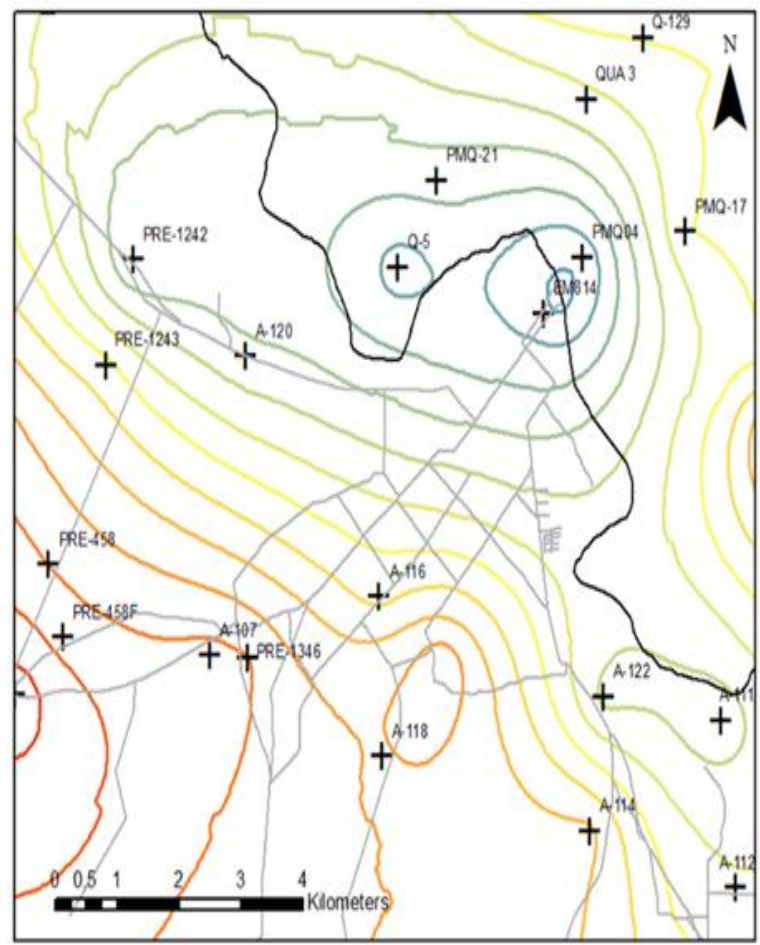 Q-129
N
QUA 3
PMQ-21
PMQ-17
PRE-1242
Q-5
PMQ04
EM814
A-120
PRE-1243
A-116
PRE-458
PRE-458F
A-107
PRE-1346
A-122
A-111
A-118
A-114
A-112
0 0,5 1 2 3 4
Kilometers